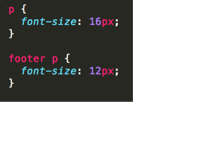 p {
  font-size: 16px;
}

footer p {
  font-size: 12px;
}